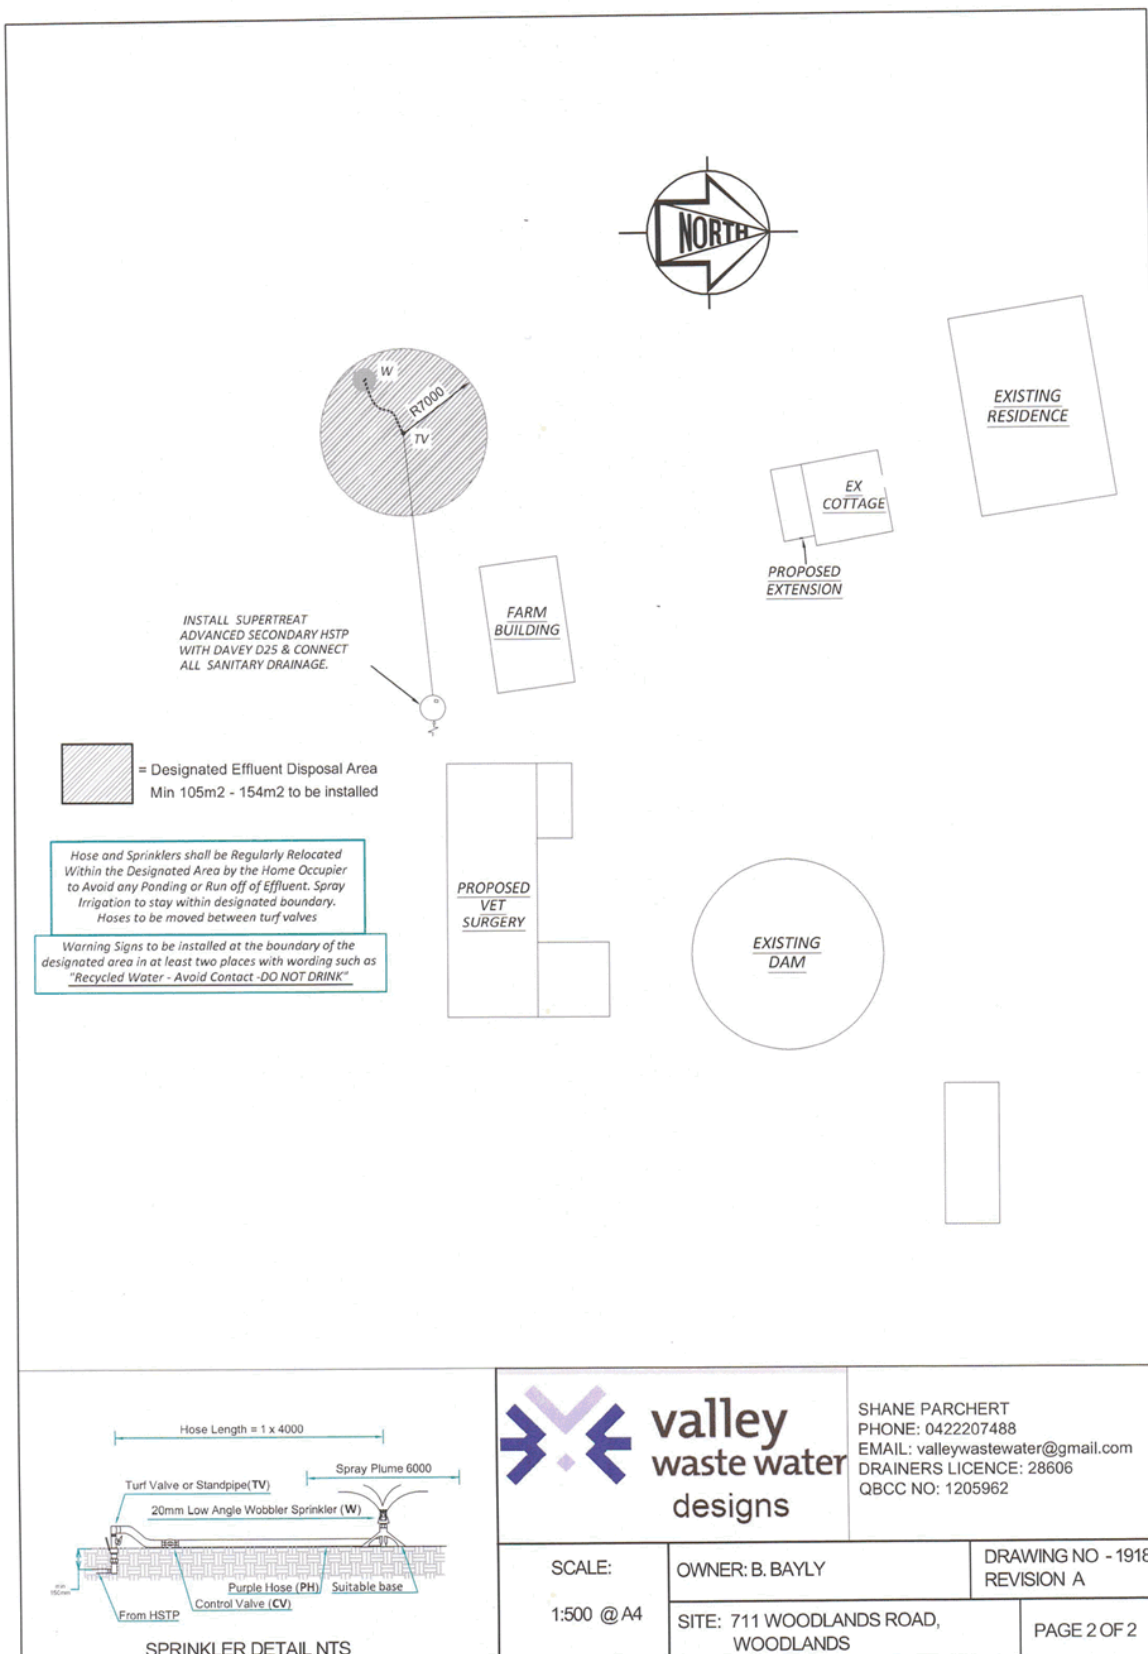 NORTH
W
R7000
TV
EXISTING
RESIDENCE
EX
COTTAGE
PROPOSED
EXTENSION
FARM
BUILDING
INSTALL SUPERTREAT
ADVANCED SECONDARY HSTP
WITH DAVEY D25 & CONNECT
ALL SANITARY DRAINAGE.
= Designated Effluent Disposal Area
Min 105m2 - 154m2 to be installed
Hose and Sprinklers shall be Regularly Relocated
Within the Designated Area by the Home Occupier
to Avoid any Ponding or Run off of Effluent. Spray
Irrigation to stay within designated boundary.
Hoses to be moved between turf valves
Warning Signs to be installed at the boundary of the
designated area in at least two places with wording such as
"Recycled Water - Avoid Contact -DO NOT DRINK"
PROPOSED
VET
SURGERY
EXISTING
DAM
Hose Length = 1 x 4000
Spray Plume 6000
Turf Valve or Standpipe(TV)
20mm Low Angle Wobbler Sprinkler (W)
min
150mm
Purple Hose (PH)
Suitable base
Control Valve (CV)
From HSTP
SPRINKLER DETAIL NTS
valley
waste water
designs
SHANE PARCHERT
PHONE: 0422207488
EMAIL: valleywastewater@gmail.com
DRAINERS LICENCE: 28606
QBCC NO: 1205962
SCALE:
1:500 @ A4
OWNER: B. BAYLY
DRAWING NO - 1918
REVISION A
SITE: 711 WOODLANDS ROAD,
WOODLANDS
PAGE 2 OF 2